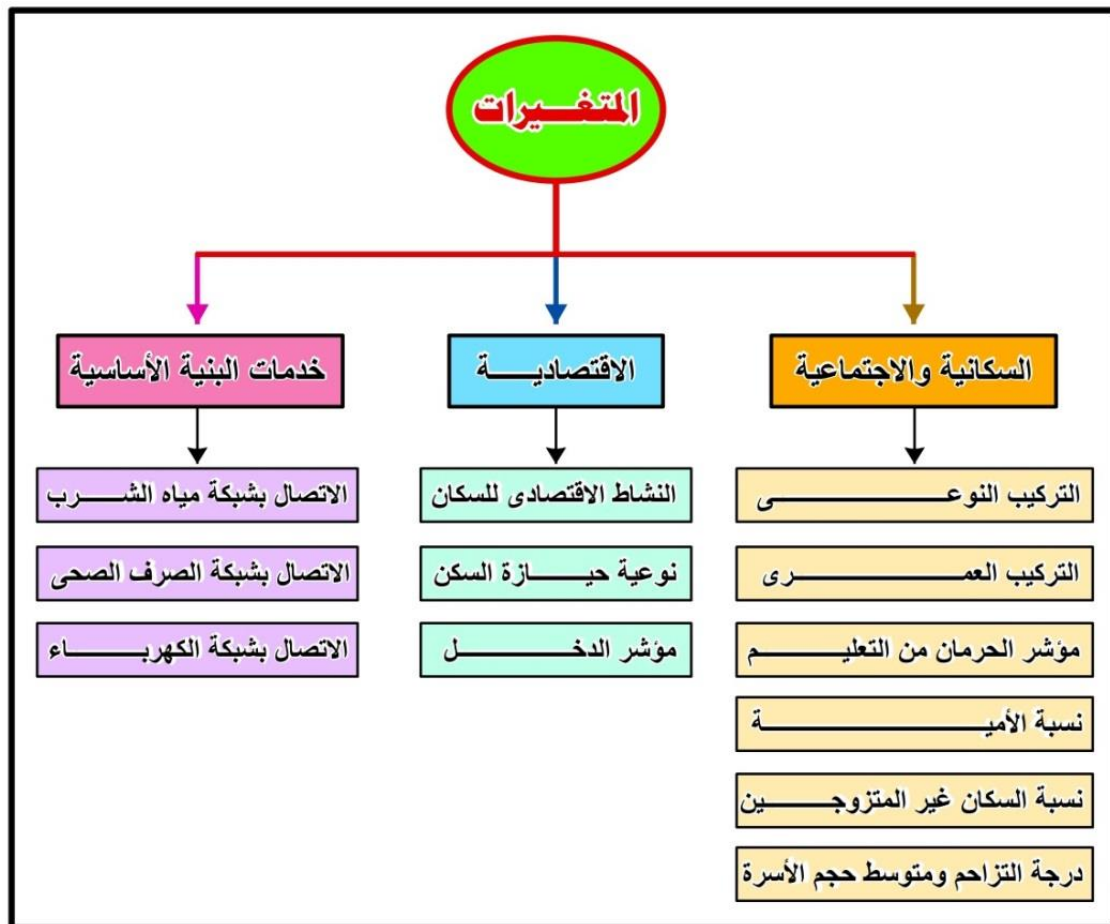 المتغيرات
السكانية والاجتماعية
التركيب النوعى
التركيب العمرى
مؤشر الحرمان من التعليم
نسبة الأمية
نسبة السكان غير المتزوجين
درجة التزاحم ومتوسط حجم الأسرة
الاقتصادية
النشاط الاقتصادى للسكان
نوعية حيازة السكن
مؤشر الدخل
خدمات البنية الأساسية
الاتصال بشبكة مياه الشرب
الاتصال بشبكة الصرف الصحى
الاتصال بشبكة الكهرباء